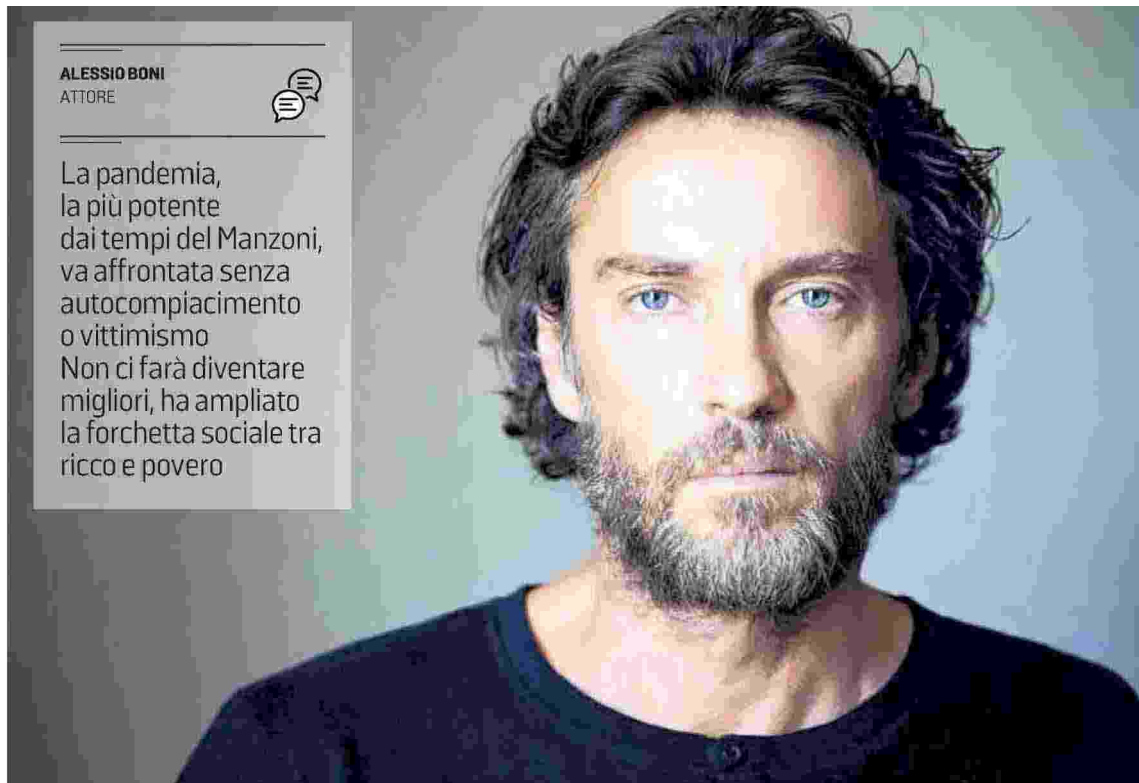 ALESSIO BONI
ATTORE
La pandemia,
la più potente
dai tempi del Manzoni,
va affrontata senza
autocompiacimento
o vittimismo
Non ci farà diventare
migliori, ha ampliato
la forchetta sociale tra
ricco e povero